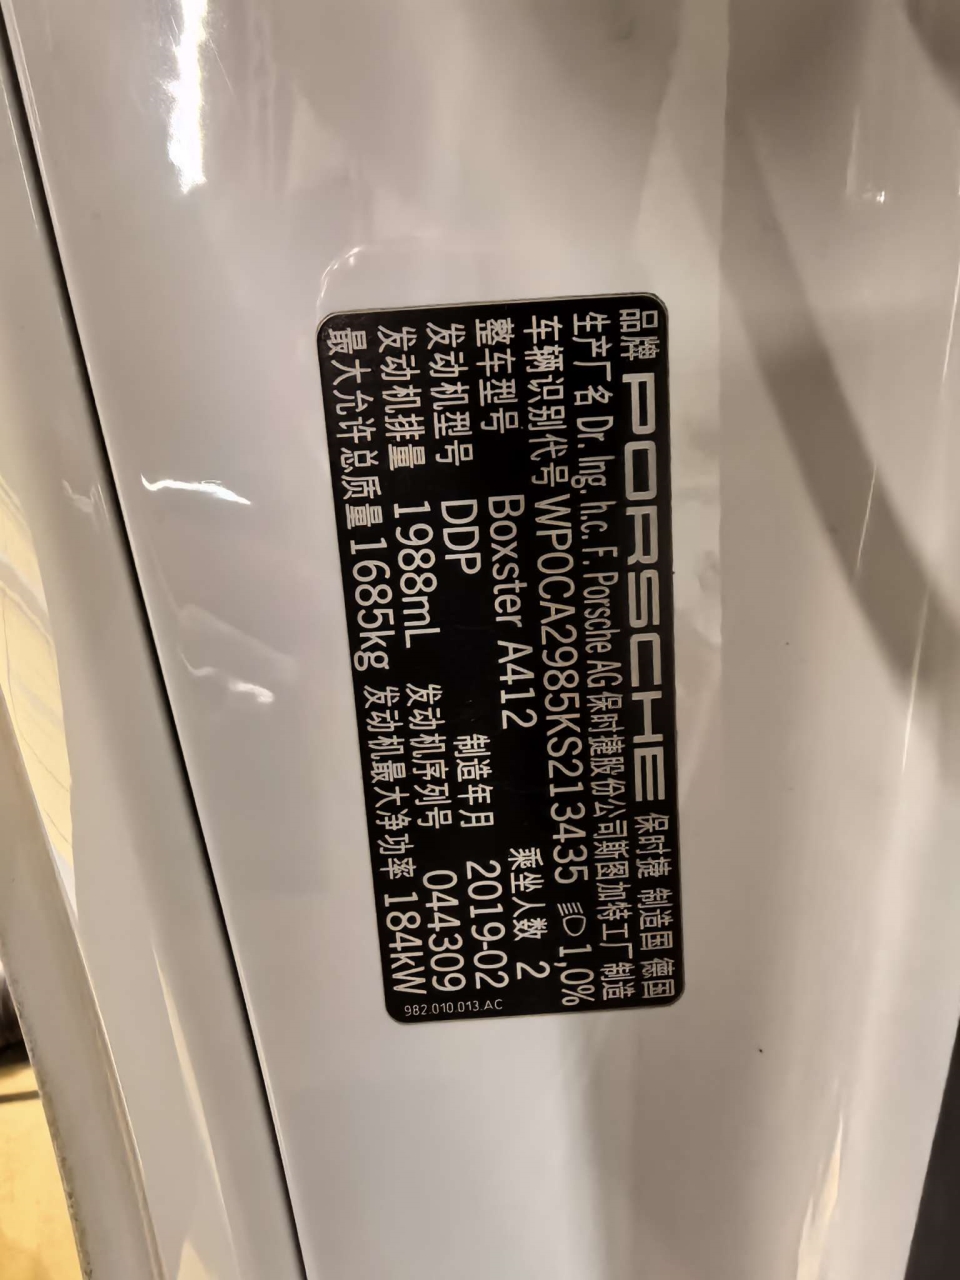 品牌 PORSCHE 保时捷 制造国 德国
生产厂名 Dr. Ing. h.c. F. Porsche AG 保时捷股份公司斯图加特工厂制造
车辆识别代号 WP0CA2985KS213435 1,0%
整车型号 Boxster A412 乘坐人数 2
发动机型号 DDP 制造年月 2019-02
发动机排量 1988mL 发动机序列号 044309
最大允许总质量 1685kg 发动机最大净功率 184kW
982.010.013.AC